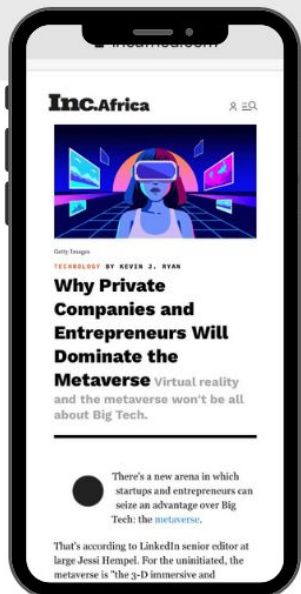 Inc.Africa
Getty Images
TECHNOLOGY BY KEVIN J. RYAN
Why Private
Companies and
Entrepreneurs Will
Dominate the
Metaverse Virtual reality
and the metaverse won't be all
about Big Tech.
There's a new arena in which
startups and entrepreneurs can
seize an advantage over Big
Tech: the metaverse.
That's according to LinkedIn senior editor at
large Jessi Hempel. For the uninitiated, the
metaverse is "the 3-D immersive and